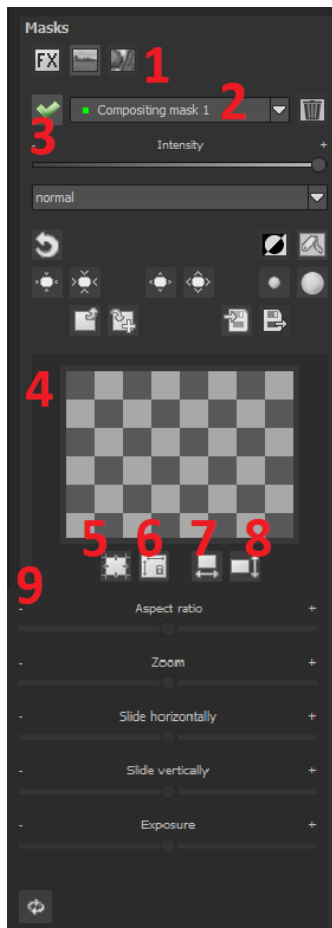 Masks
FX
1
Compositing mask 1
2
3
- Intensity +
normal
4
5 6 7 8
9
- Aspect ratio +
- Zoom +
- Slide horizontally +
- Slide vertically +
- Exposure +